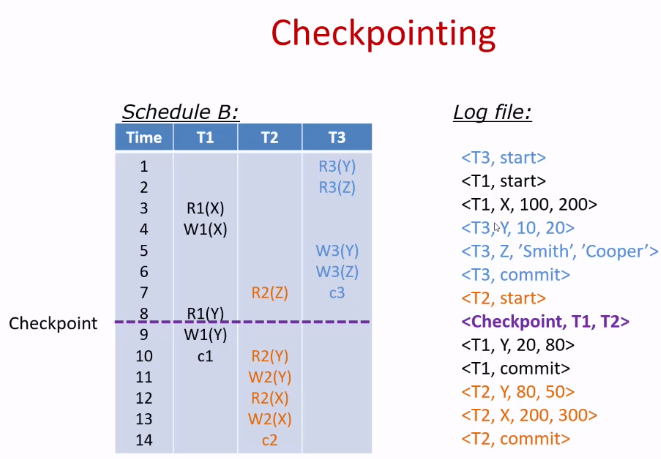 Checkpointing
Schedule B:
Log file:
Time T1 T2 T3
1 R3(Y)
2 R3(Z)
3 R1(X)
4 W1(X)
5 W3(Y)
6 W3(Z)
7 R2(Z) c3
8 R1(Y)
Checkpoint
9 W1(Y)
10 c1 R2(Y)
11 W2(Y)
12 R2(X)
13 W2(X)
14 c2
<T3, start>
<T1, start>
<T1, X, 100, 200>
<T3, Y, 10, 20>
<T3, Z, ’Smith’, ’Cooper’>
<T3, commit>
<T2, start>
<Checkpoint, T1, T2>
<T1, Y, 20, 80>
<T1, commit>
<T2, Y, 80, 50>
<T2, X, 200, 300>
<T2, commit>